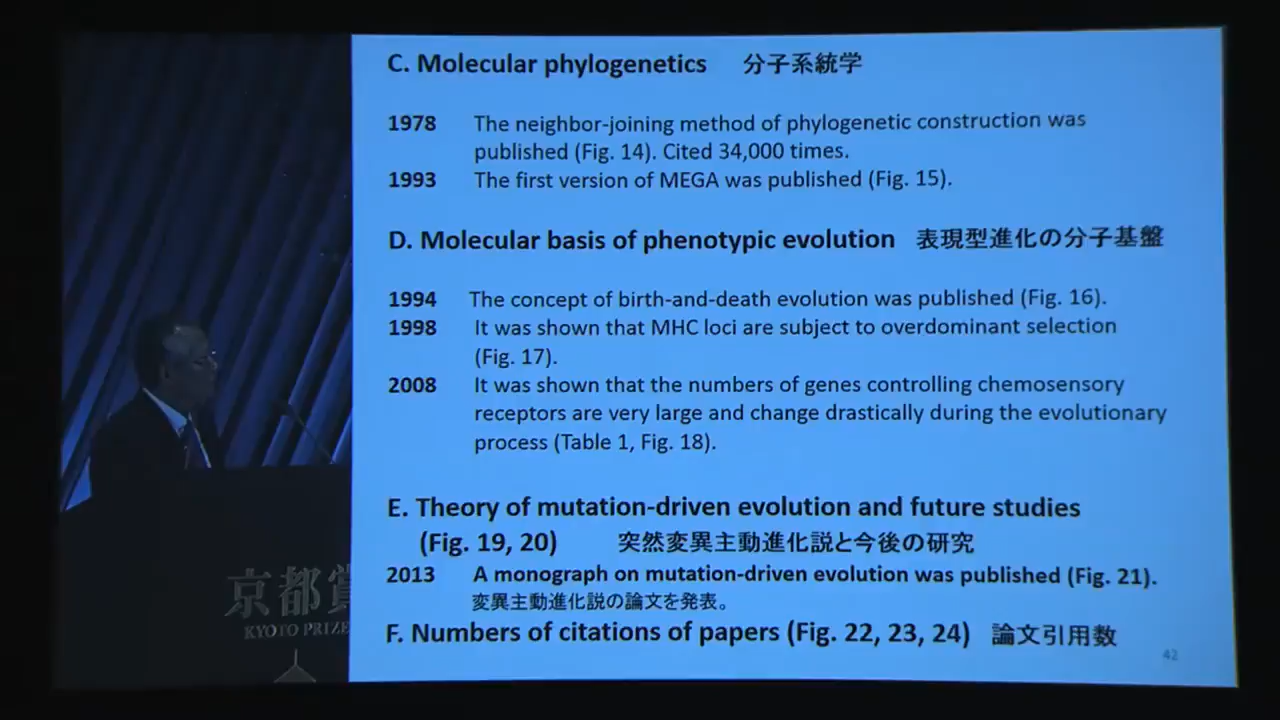 C. Molecular phylogenetics 分子系統学
1978 The neighbor-joining method of phylogenetic construction was
published (Fig. 14). Cited 34,000 times.
1993 The first version of MEGA was published (Fig. 15).
D. Molecular basis of phenotypic evolution 表現型進化の分子基盤
1994 The concept of birth-and-death evolution was published (Fig. 16).
1998 It was shown that MHC loci are subject to overdominant selection
(Fig. 17).
2008 It was shown that the numbers of genes controlling chemosensory
receptors are very large and change drastically during the evolutionary
process (Table 1, Fig. 18).
E. Theory of mutation-driven evolution and future studies
(Fig. 19, 20) 突然変異主動進化説と今後の研究
2013 A monograph on mutation-driven evolution was published (Fig. 21).
変異主動進化説の論文を発表。
F. Numbers of citations of papers (Fig. 22, 23, 24) 論文引用数
42
京都賞
KYOTO PRIZE